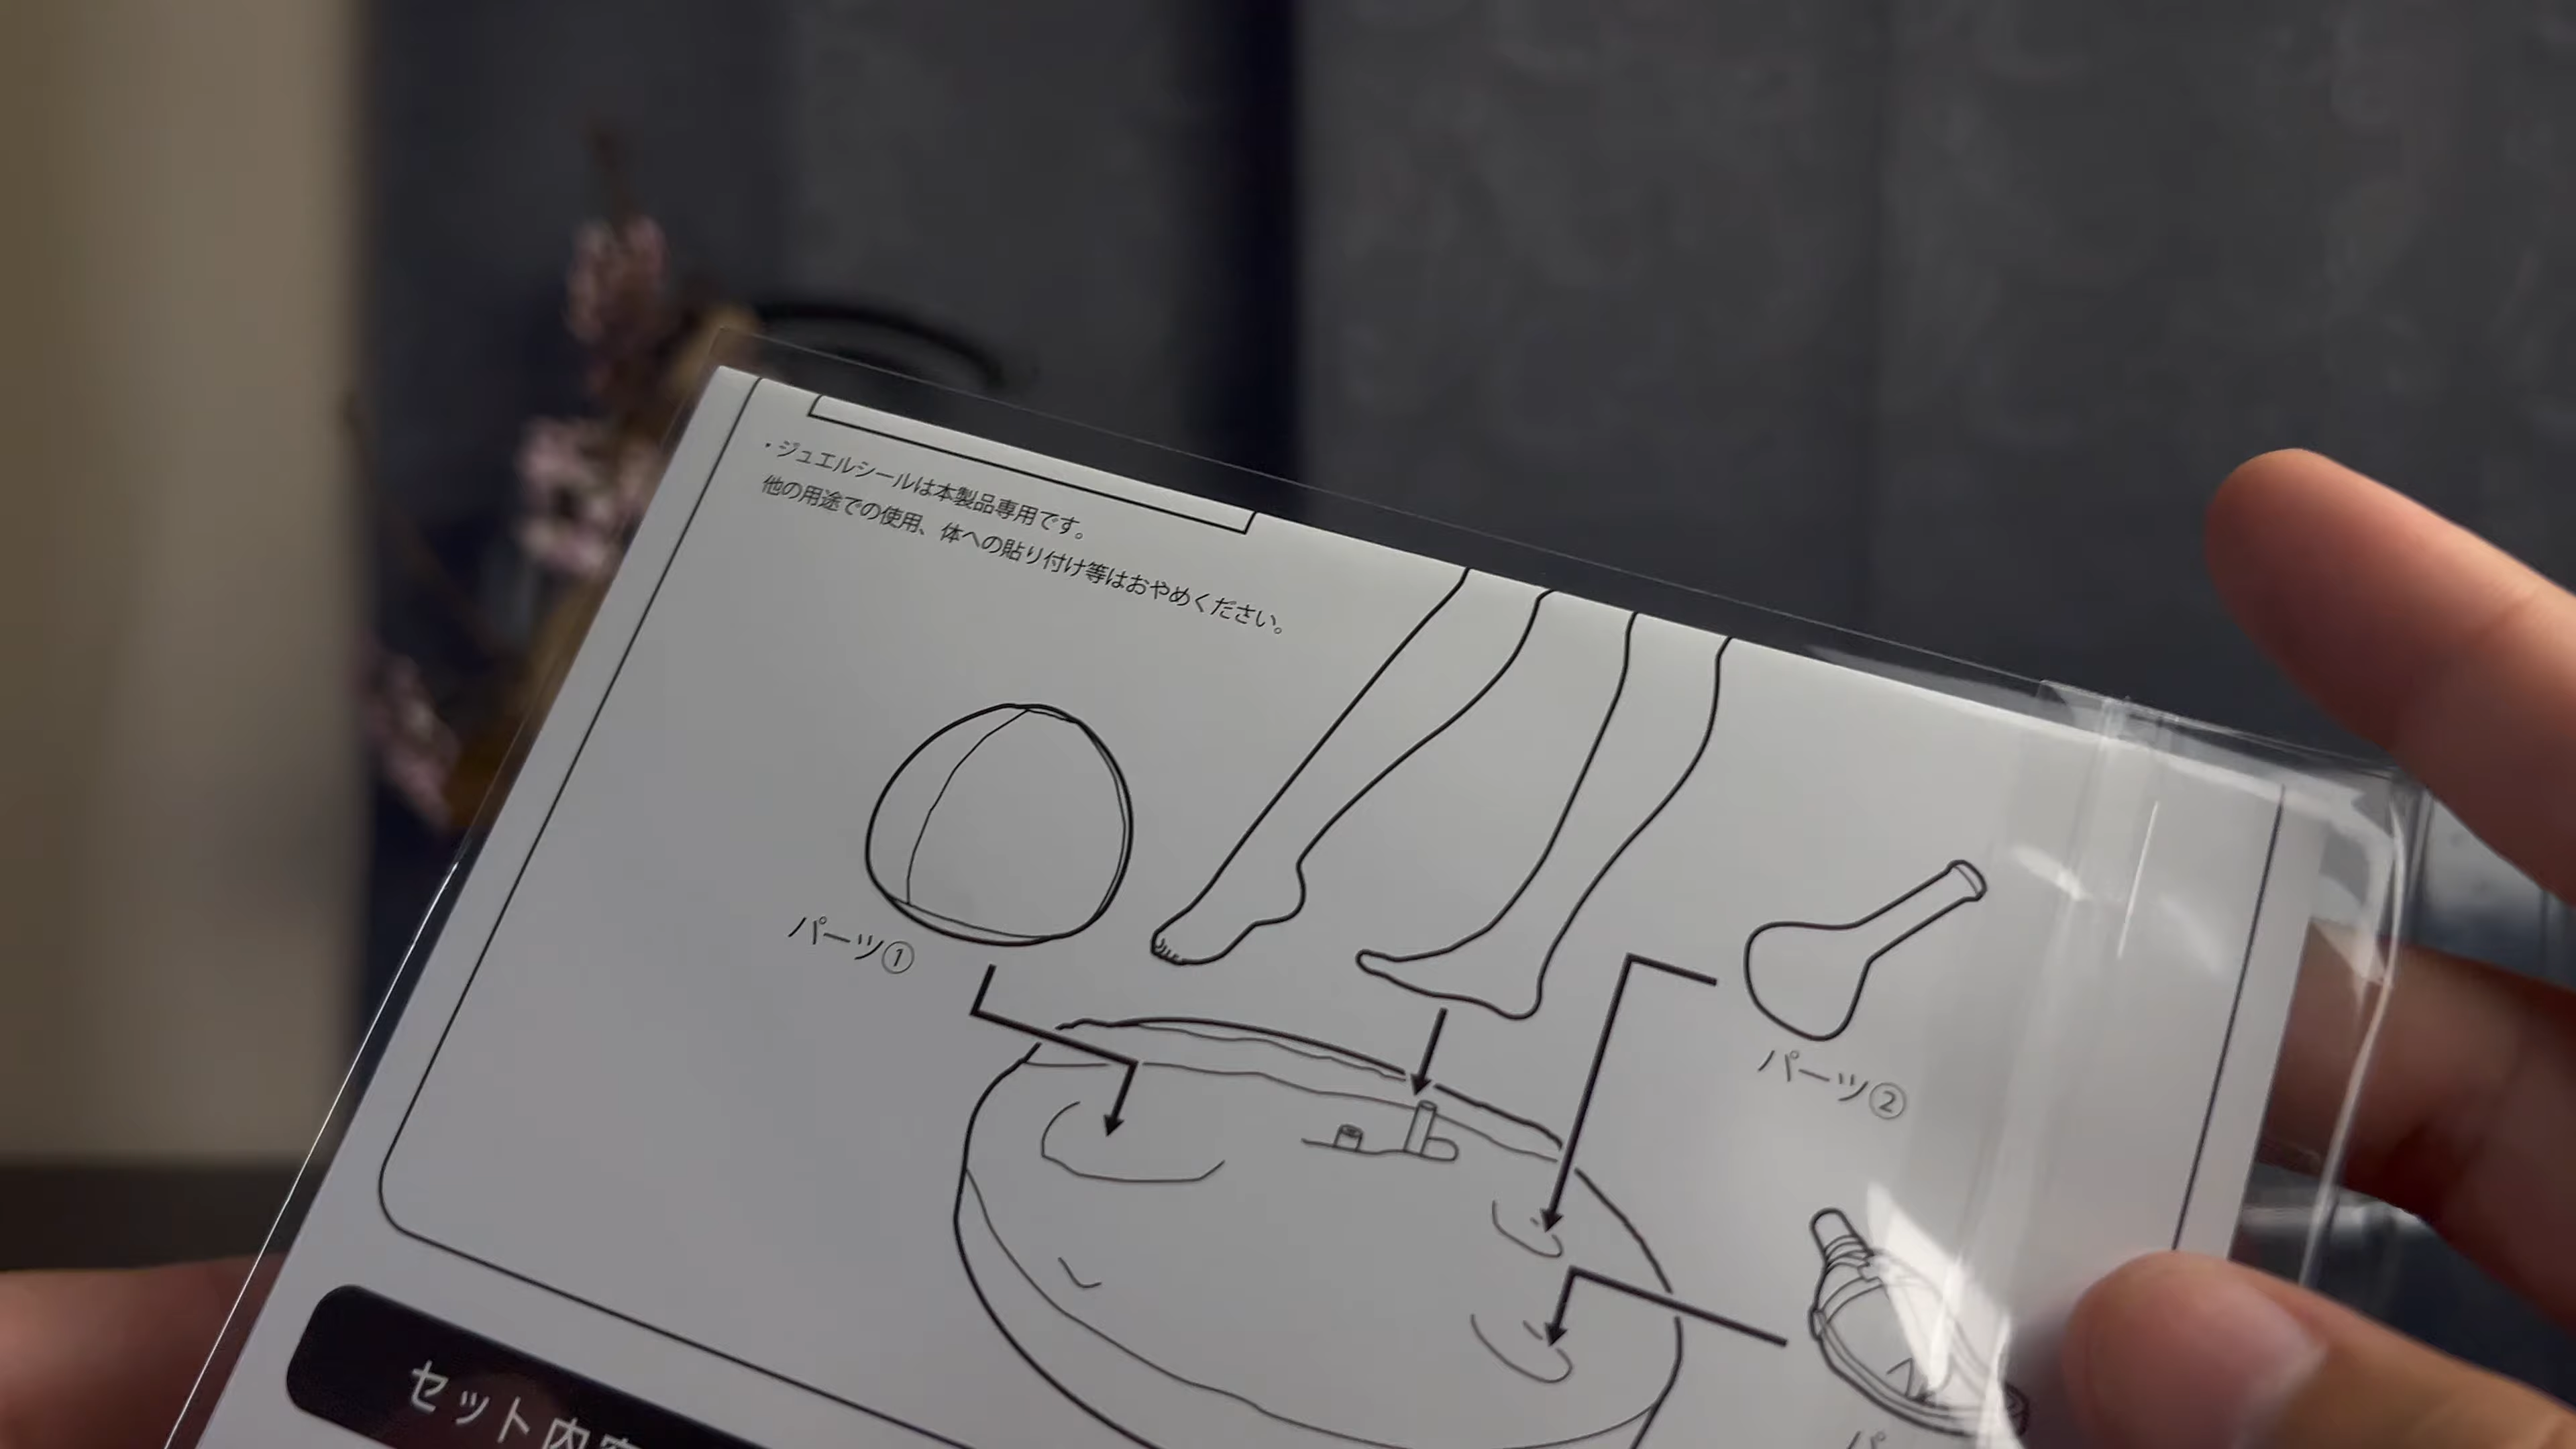 ・ジュエルシールは本製品専用です。
他の用途での使用、体への貼り付け等はおやめください。
パーツ①
パーツ②
セット内容